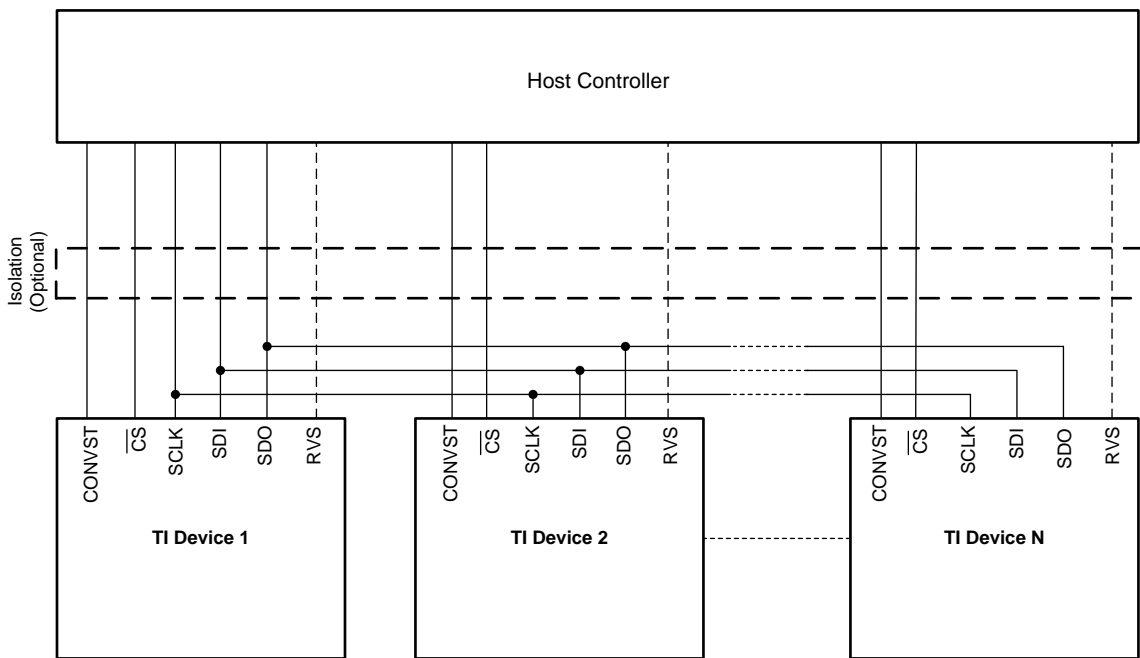 Host Controller
Isolation
(Optional)
CONVST
CS
SCLK
SDI
SDO
RVS
CONVST
CS
SCLK
SDI
SDO
RVS
CONVST
CS
SCLK
SDI
SDO
RVS
TI Device 1
TI Device 2
TI Device N